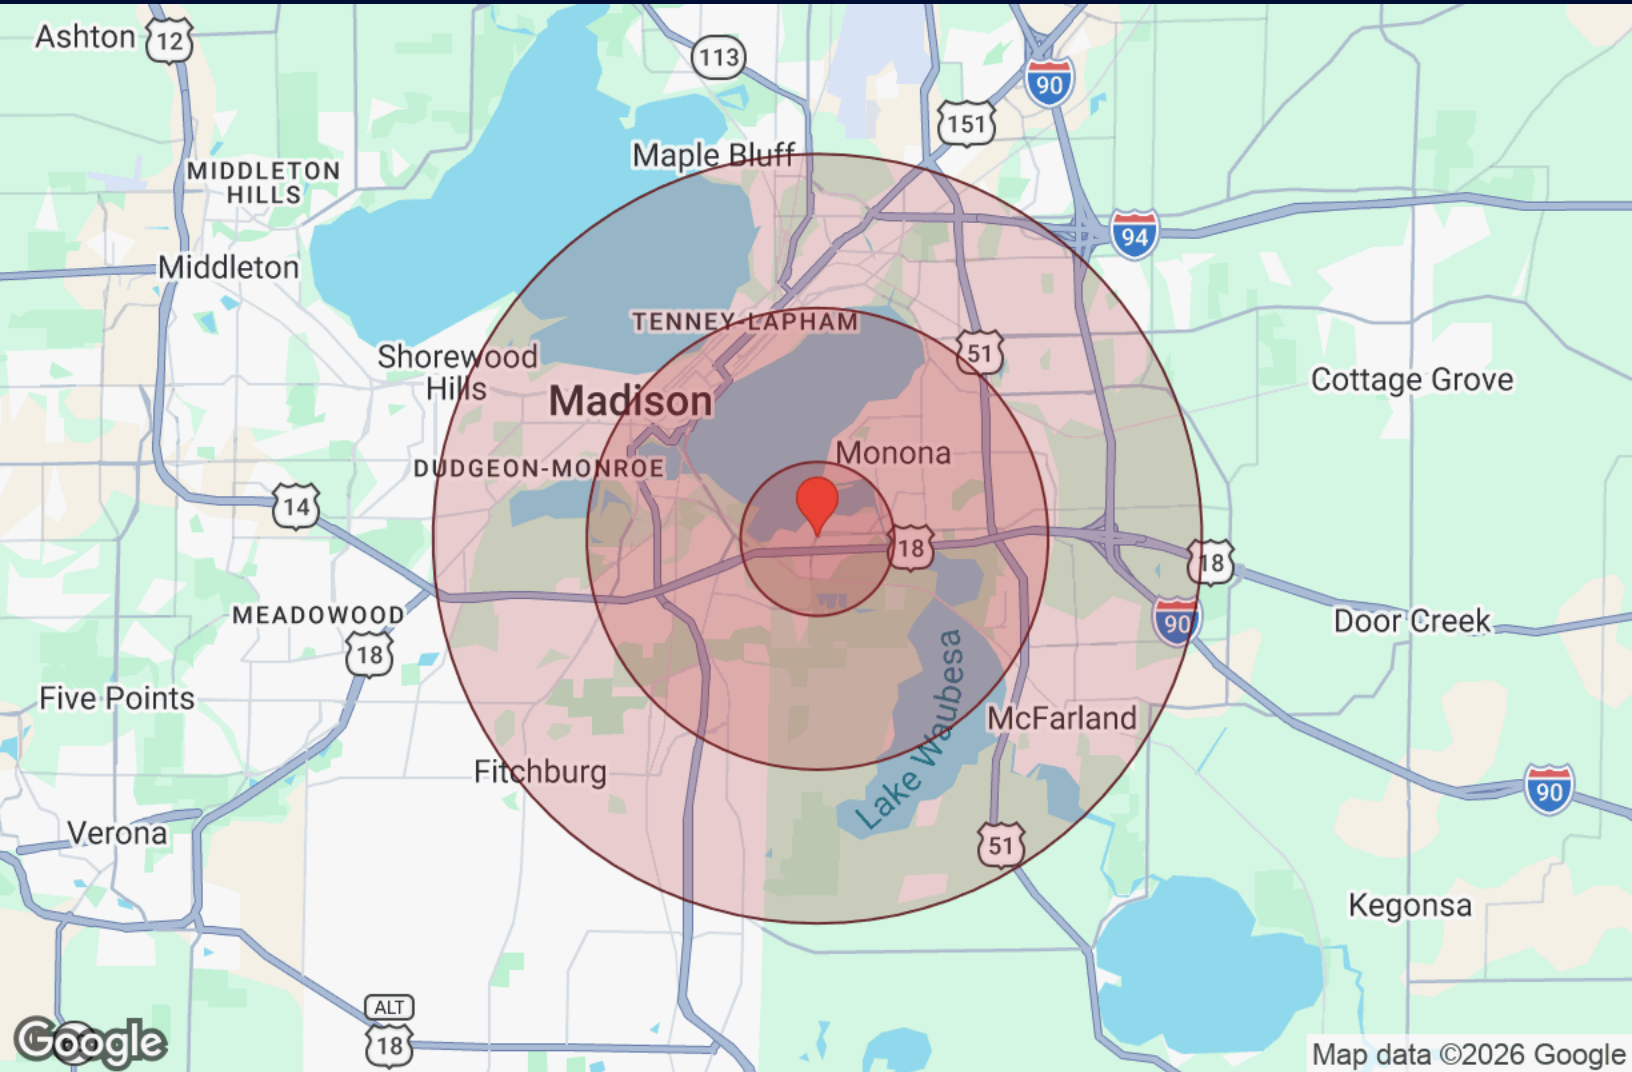 Ashton
12
113
90
151
Maple Bluff
MIDDLETON
HILLS
94
Middleton
TENNEY-LAPHAM
51
Shorewood
Hills
Madison
Cottage Grove
Monona
DUDGEON-MONROE
14
18
18
MEADOWOOD
90
Door Creek
18
Lake Waubesa
Five Points
McFarland
Fitchburg
90
Verona
51
Kegonsa
ALT
18
Google
Map data ©2026 Google